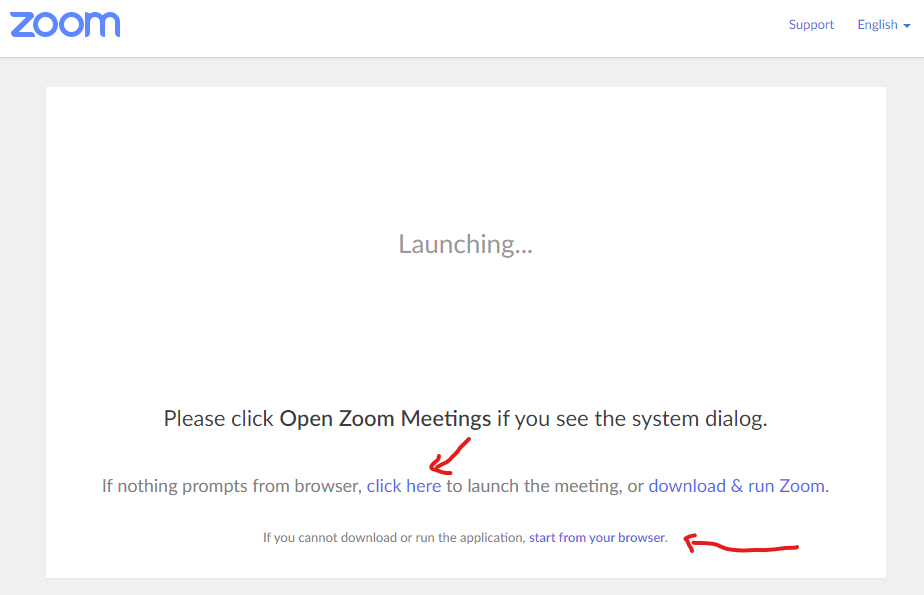 zoom
Support English
Launching...
Please click Open Zoom Meetings if you see the system dialog.
If nothing prompts from browser, click here to launch the meeting, or download & run Zoom.
If you cannot download or run the application, start from your browser.